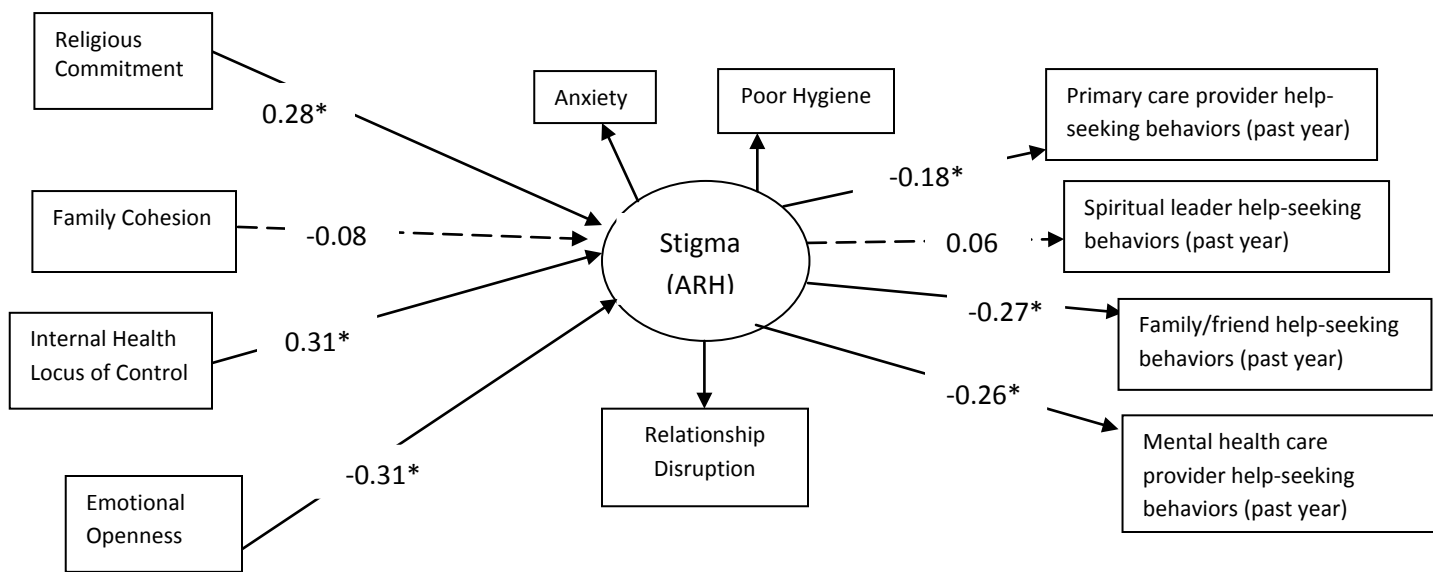 Religious
Commitment
0.28*
Anxiety
Poor Hygiene
Primary care provider help-
seeking behaviors (past year)
-0.18*
Family Cohesion
-0.08
Stigma
(ARH)
0.06
Spiritual leader help-seeking
behaviors (past year)
Internal Health
Locus of Control
0.31*
-0.27*
Family/friend help-seeking
behaviors (past year)
-0.26*
Relationship
Disruption
Mental health care
provider help-seeking
behaviors (past year)
-0.31*
Emotional
Openness